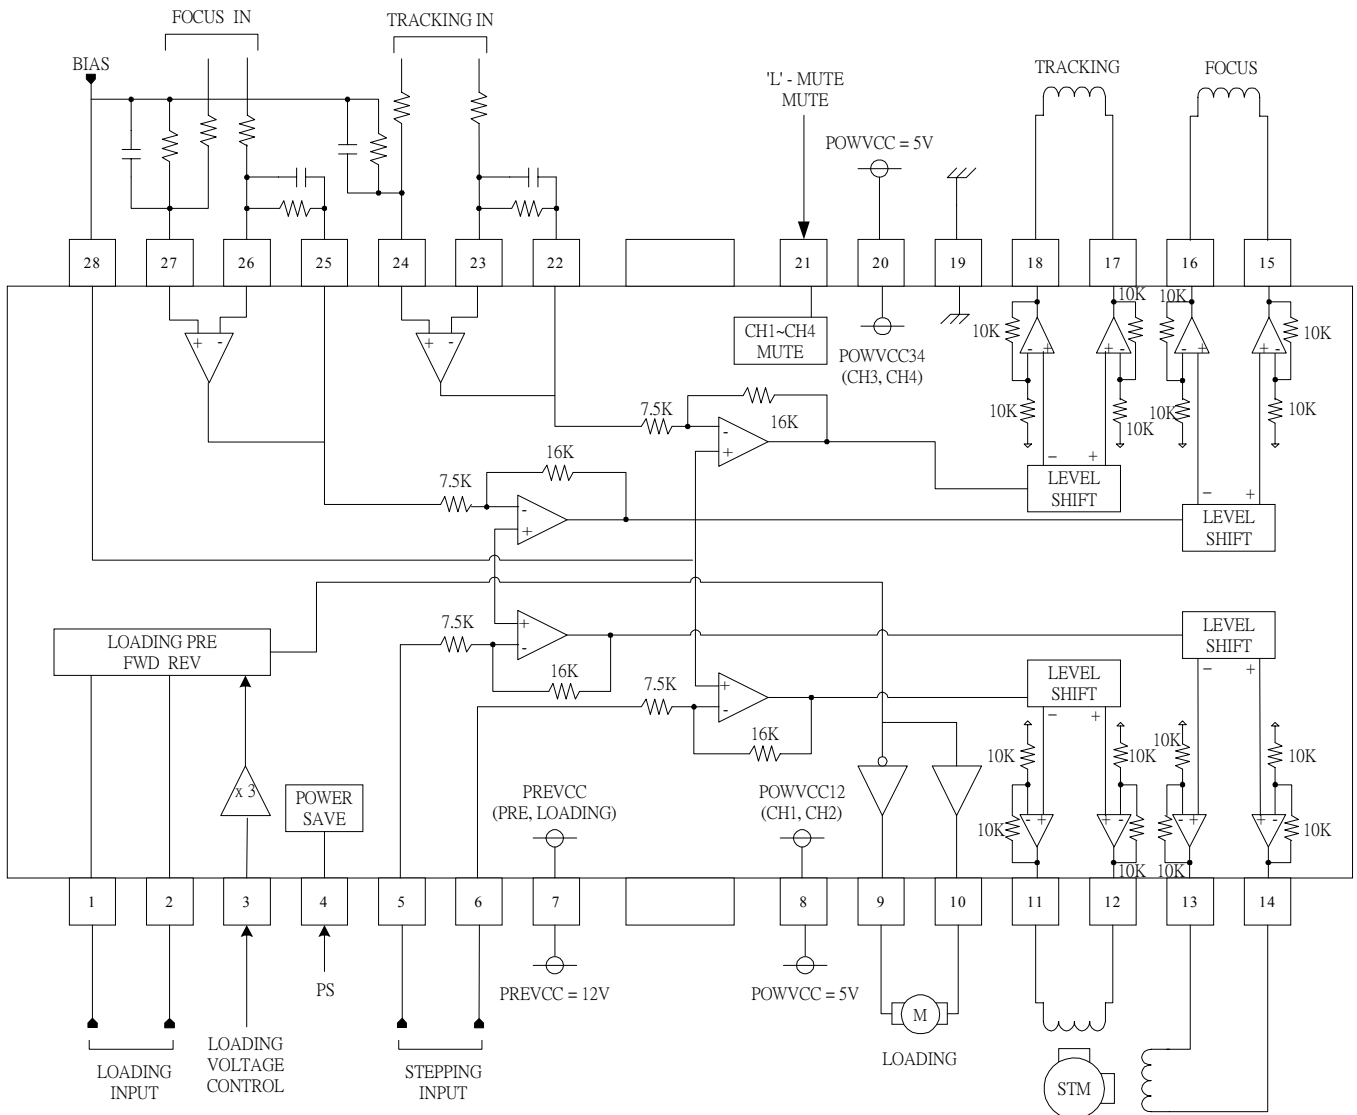 FOCUS IN
TRACKING IN
BIAS
'L' - MUTE
MUTE
POWVCC = 5V
TRACKING
FOCUS
28
27
26
25
24
23
22
21
20
19
18
17
16
15
+ -
+ -
CH1~CH4
MUTE
POWVCC34
(CH3, CH4)
10K
10K
10K
10K
- +
- +
- +
- +
10K
10K
10K
10K
7.5K
16K
-
+
- +
LEVEL
SHIFT
7.5K
16K
-
+
- +
LEVEL
SHIFT
LOADING PRE
FWD REV
7.5K
+
-
16K
LEVEL
SHIFT
- +
7.5K
+
-
16K
LEVEL
SHIFT
- +
x 3
POWER
SAVE
PREVCC
(PRE, LOADING)
POWVCC12
(CH1, CH2)
10K
10K
10K
10K
+ -
+ -
+ -
+ -
10K
10K
10K
10K
1
2
3
4
5
6
7
8
9
10
11
12
13
14
PS
PREVCC = 12V
POWVCC = 5V
M
LOADING
INPUT
LOADING
VOLTAGE
CONTROL
STEPPING
INPUT
LOADING
STM